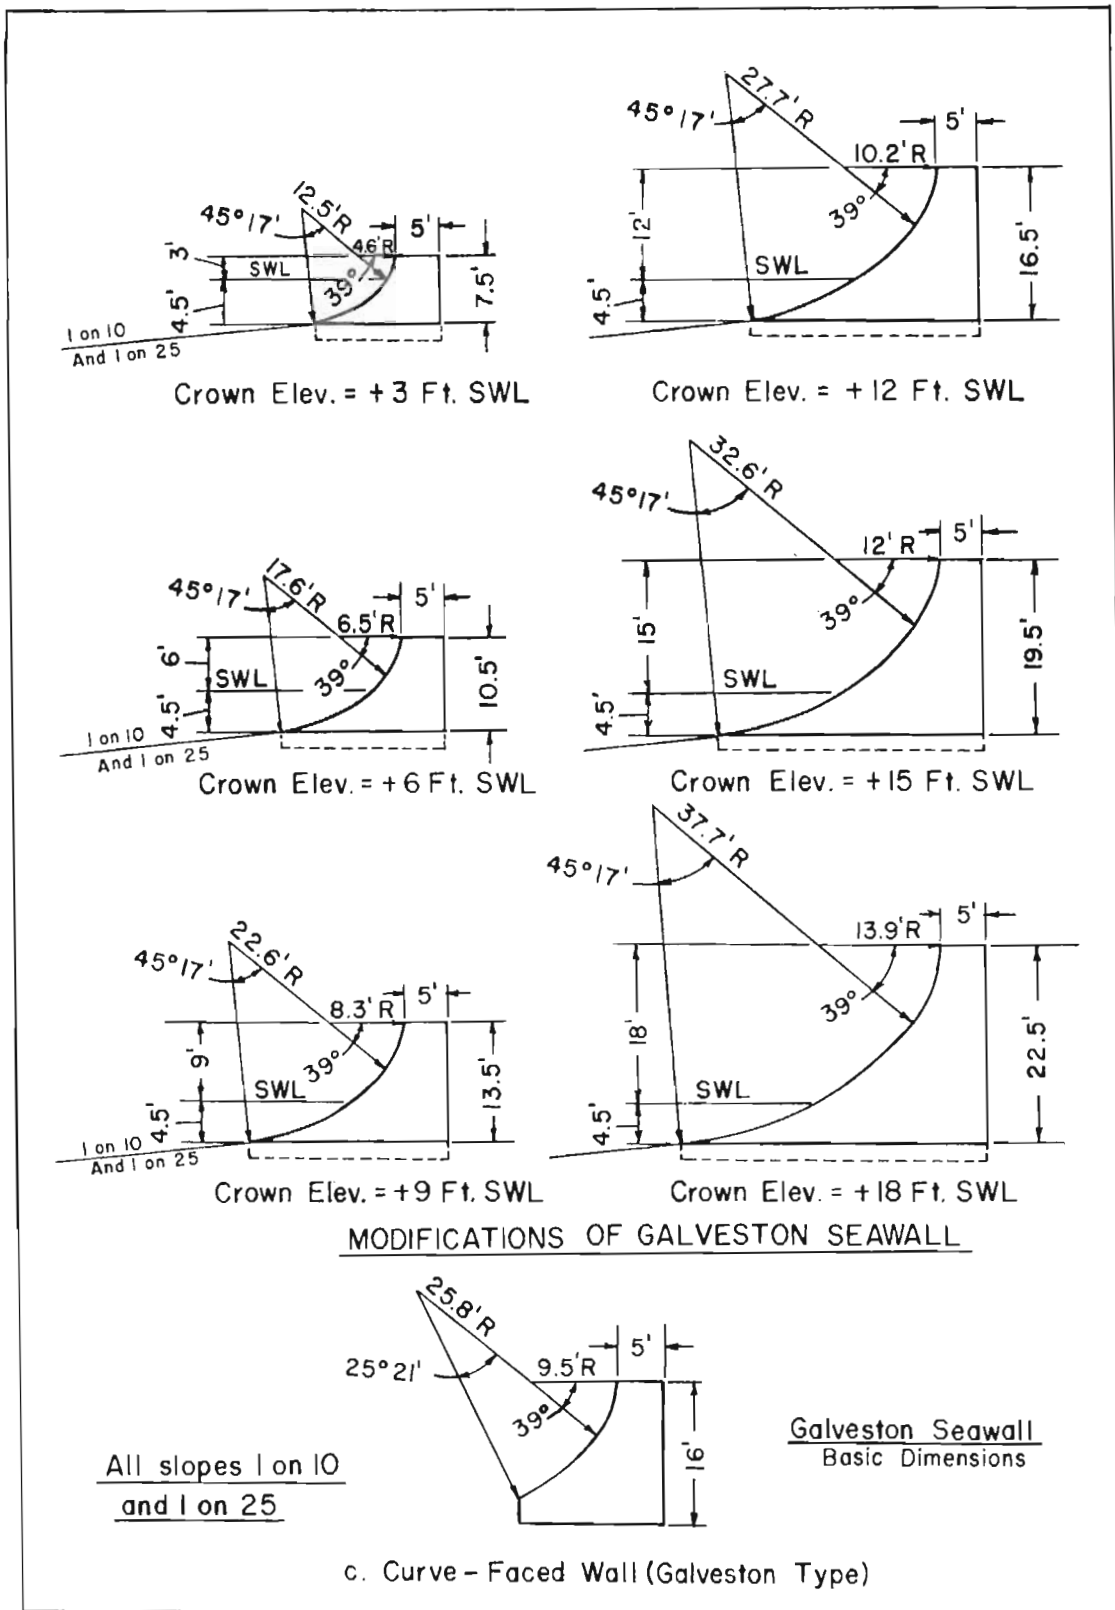 12.5'R
45°17'
4.6'R
5'
3'
SWL
39°
4.5'
7.5'
1 on 10
And 1 on 25
Crown Elev. = +3 Ft. SWL
27.7'R
45°17'
5'
10.2'R
39°
12'
SWL
4.5'
16.5'
Crown Elev. = +12 Ft. SWL
17.6'R
45°17'
5'
6.5'R
6'
39°
SWL
4.5'
10.5'
1 on 10
And 1 on 25
Crown Elev. = +6 Ft. SWL
32.6'R
45°17'
5'
12'R
39°
15'
SWL
4.5'
19.5'
Crown Elev. = +15 Ft. SWL
22.6'R
45°17'
5'
8.3'R
9'
39°
SWL
4.5'
13.5'
1 on 10
And 1 on 25
Crown Elev. = +9 Ft. SWL
37.7'R
45°17'
5'
13.9'R
39°
18'
SWL
4.5'
22.5'
Crown Elev. = +18 Ft. SWL
MODIFICATIONS OF GALVESTON SEAWALL
25.8'R
25°21'
5'
9.5'R
39°
16'
Galveston Seawall
Basic Dimensions
All slopes 1 on 10
and 1 on 25
c. Curve-Faced Wall (Galveston Type)